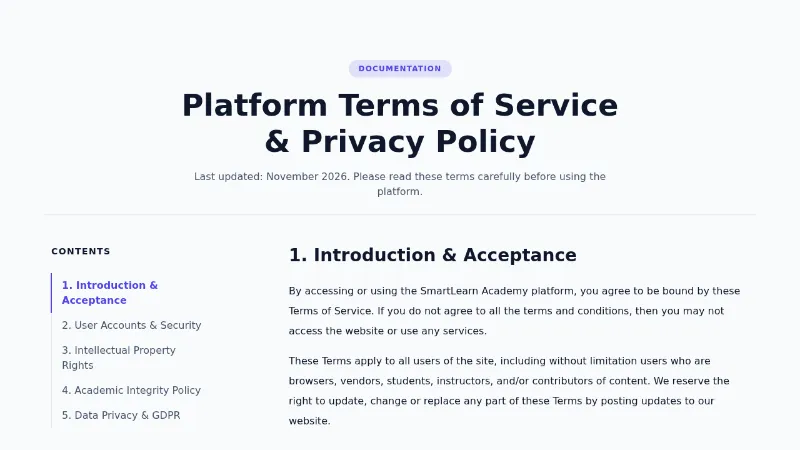 DOCUMENTATION
Platform Terms of Service
& Privacy Policy
Last updated: November 2026. Please read these terms carefully before using the
platform.
CONTENTS
1. Introduction &
Acceptance
2. User Accounts & Security
3. Intellectual Property
Rights
4. Academic Integrity Policy
5. Data Privacy & GDPR
1. Introduction & Acceptance
By accessing or using the SmartLearn Academy platform, you agree to be bound by these
Terms of Service. If you do not agree to all the terms and conditions, then you may not
access the website or use any services.
These Terms apply to all users of the site, including without limitation users who are
browsers, vendors, students, instructors, and/or contributors of content. We reserve the
right to update, change or replace any part of these Terms by posting updates to our
website.